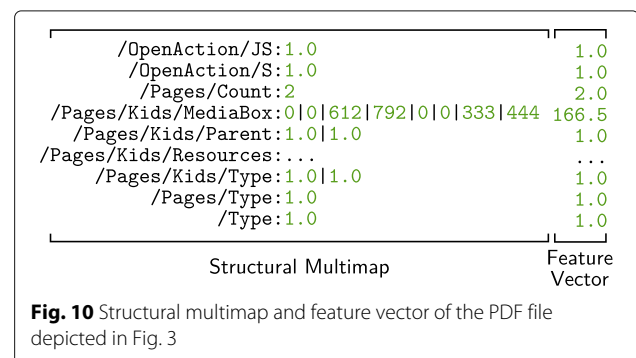 /OpenAction/JS:1.0 1.0
/OpenAction/S:1.0 1.0
/Pages/Count:2 2.0
/Pages/Kids/MediaBox:0|0|612|792|0|0|333|444 166.5
/Pages/Kids/Parent:1.0|1.0 1.0
/Pages/Kids/Resources:... ...
/Pages/Kids/Type:1.0|1.0 1.0
/Pages/Type:1.0 1.0
/Type:1.0 1.0
Structural Multimap
Feature
Vector
Fig. 10 Structural multimap and feature vector of the PDF file
depicted in Fig. 3